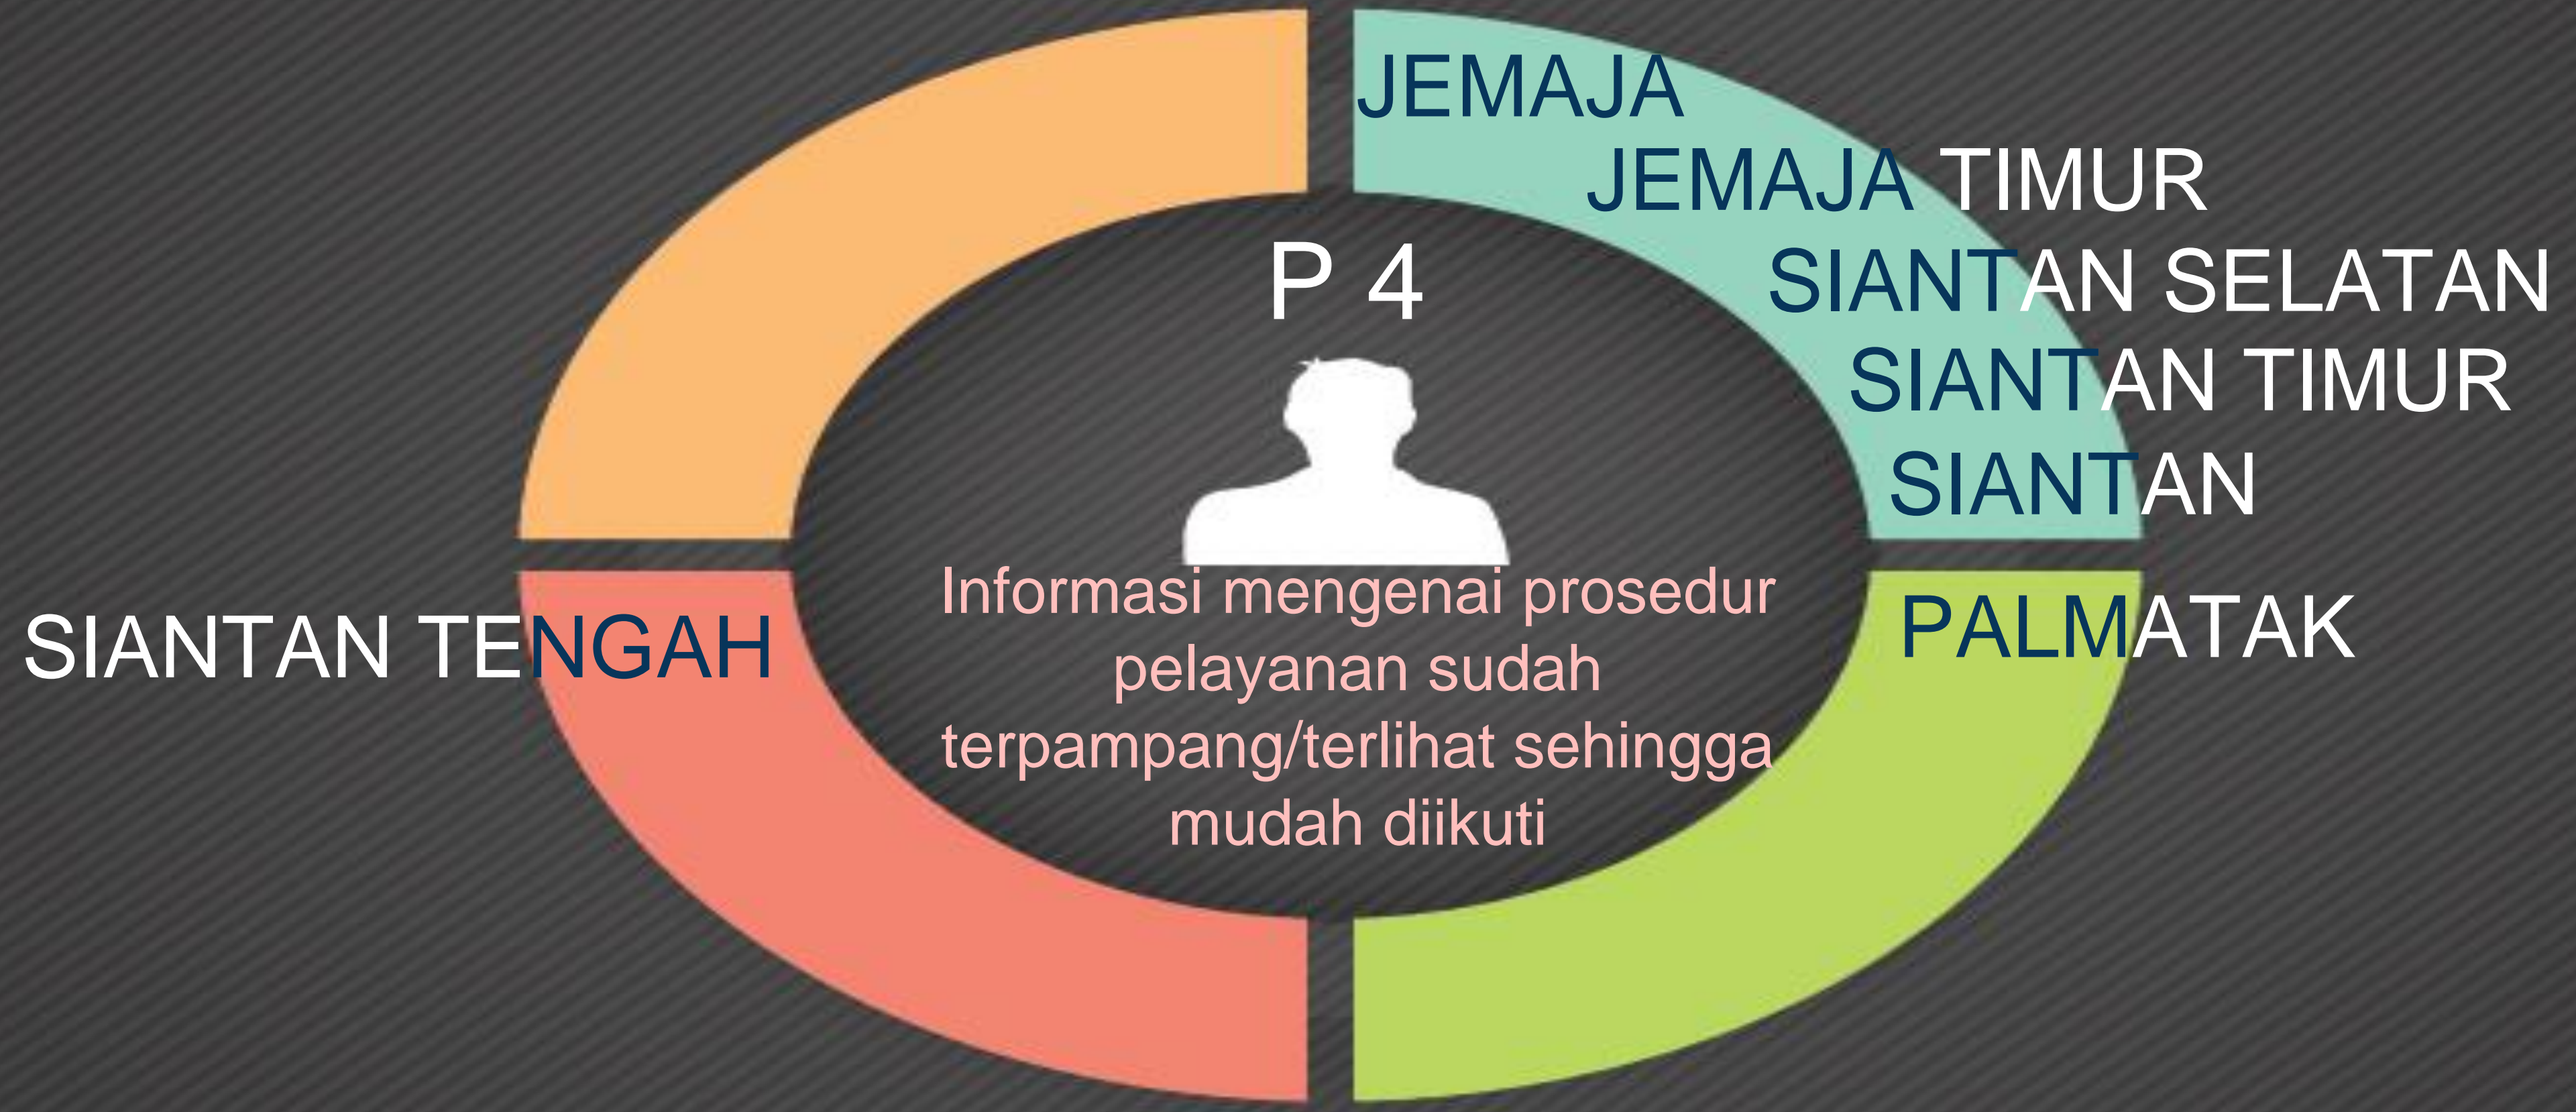 JEMAJA
JEMAJA TIMUR
P 4
SIANTAN SELATAN
SIANTAN TIMUR
SIANTAN
Informasi mengenai prosedur
pelayanan sudah
terpampang/terlihat sehingga
mudah diikuti
SIANTAN TENGAH
PALMATAK